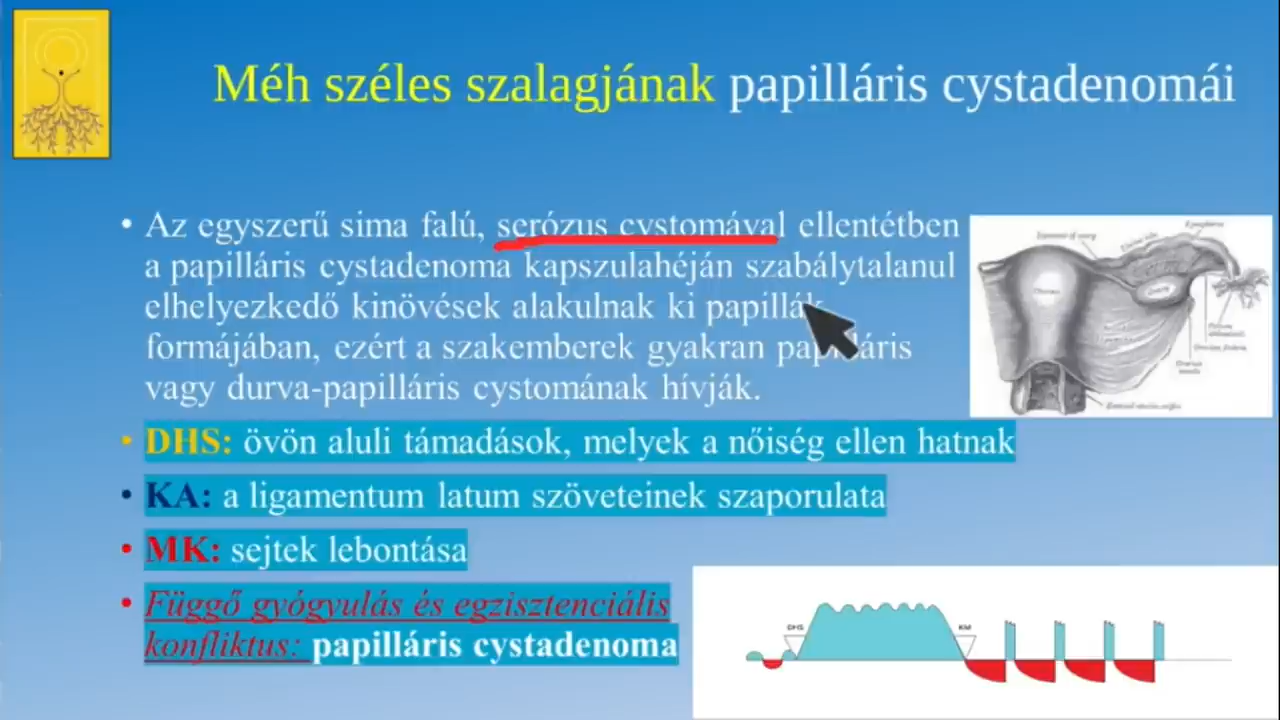 Méh széles szalagjának papilláris cystadenomái
• Az egyszerű sima falú, serózus cystomával ellentétben
a papilláris cystadenoma kapszulahéján szabálytalanul
elhelyezkedő kinövések alakulnak ki papillák
formájában, ezért a szakemberek gyakran papilláris
vagy durva-papilláris cystomának hívják.
• DHS: övön aluli támadások, melyek a nőiség ellen hatnak
• KA: a ligamentum latum szöveteinek szaporulata
• MK: sejtek lebontása
• Függő gyógyulás és egzisztenciális
konfliktus: papilláris cystadenoma
DHS
KM